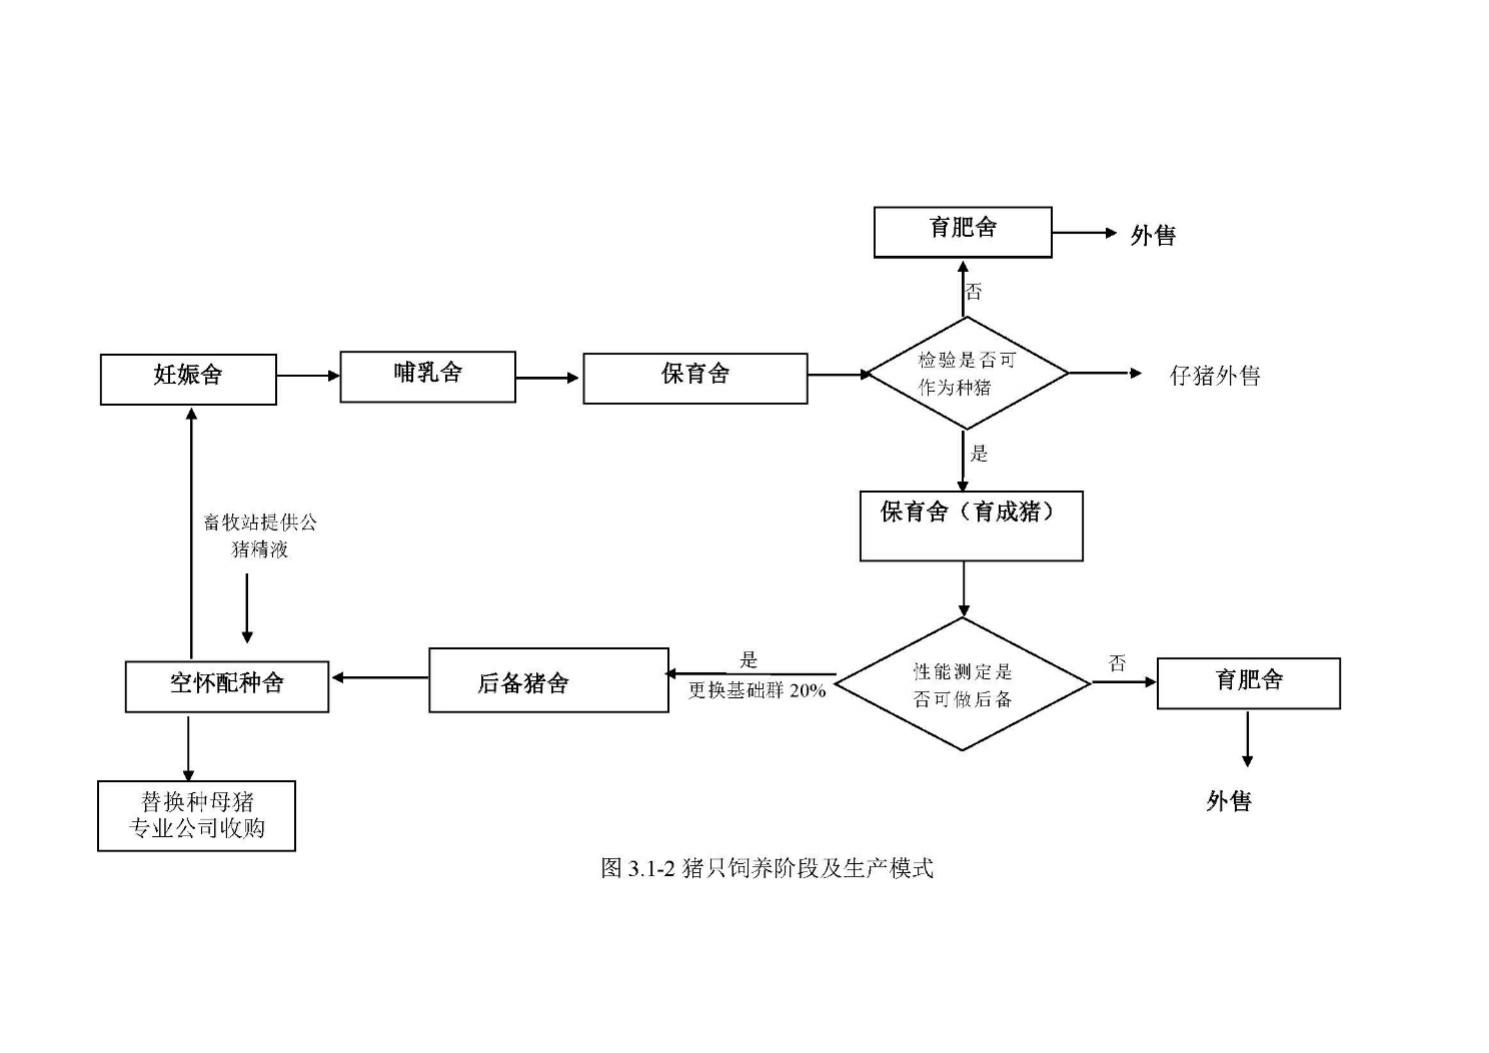 育肥舍
外售
否
妊娠舍
哺乳舍
保育舍
检验是否可
作为种猪
仔猪外售
是
保育舍（育成猪）
畜牧站提供公
猪精液
空怀配种舍
后备猪舍
是
更换基础群 20%
性能测定是
否可做后备
否
育肥舍
替换种母猪
专业公司收购
外售
图 3.1-2 猪只饲养阶段及生产模式